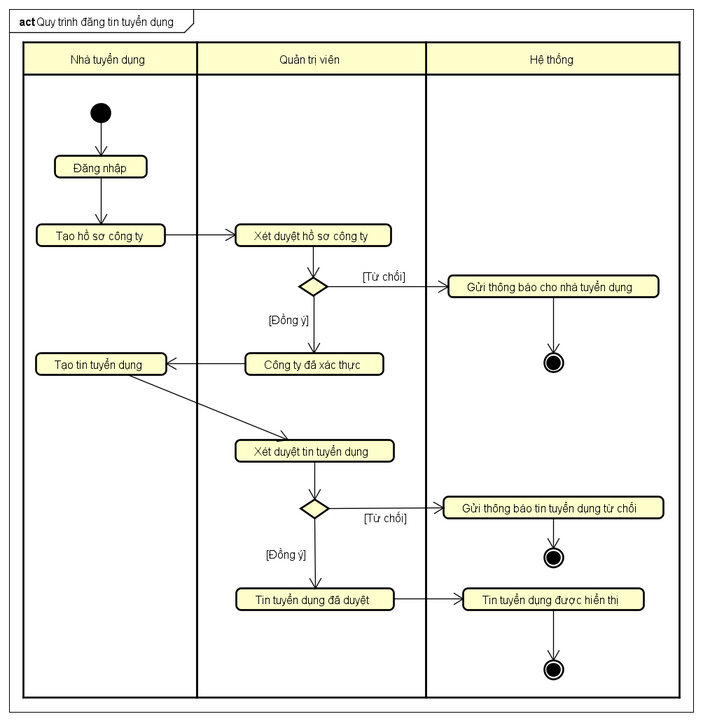 act Quy trình đăng tin tuyển dụng
Nhà tuyển dụng
Quản trị viên
Hệ thống
Đăng nhập
Tạo hồ sơ công ty
Xét duyệt hồ sơ công ty
[Từ chối]
Gửi thông báo cho nhà tuyển dụng
[Đồng ý]
Tạo tin tuyển dụng
Công ty đã xác thực
Xét duyệt tin tuyển dụng
[Từ chối]
Gửi thông báo tin tuyển dụng từ chối
[Đồng ý]
Tin tuyển dụng đã duyệt
Tin tuyển dụng được hiển thị